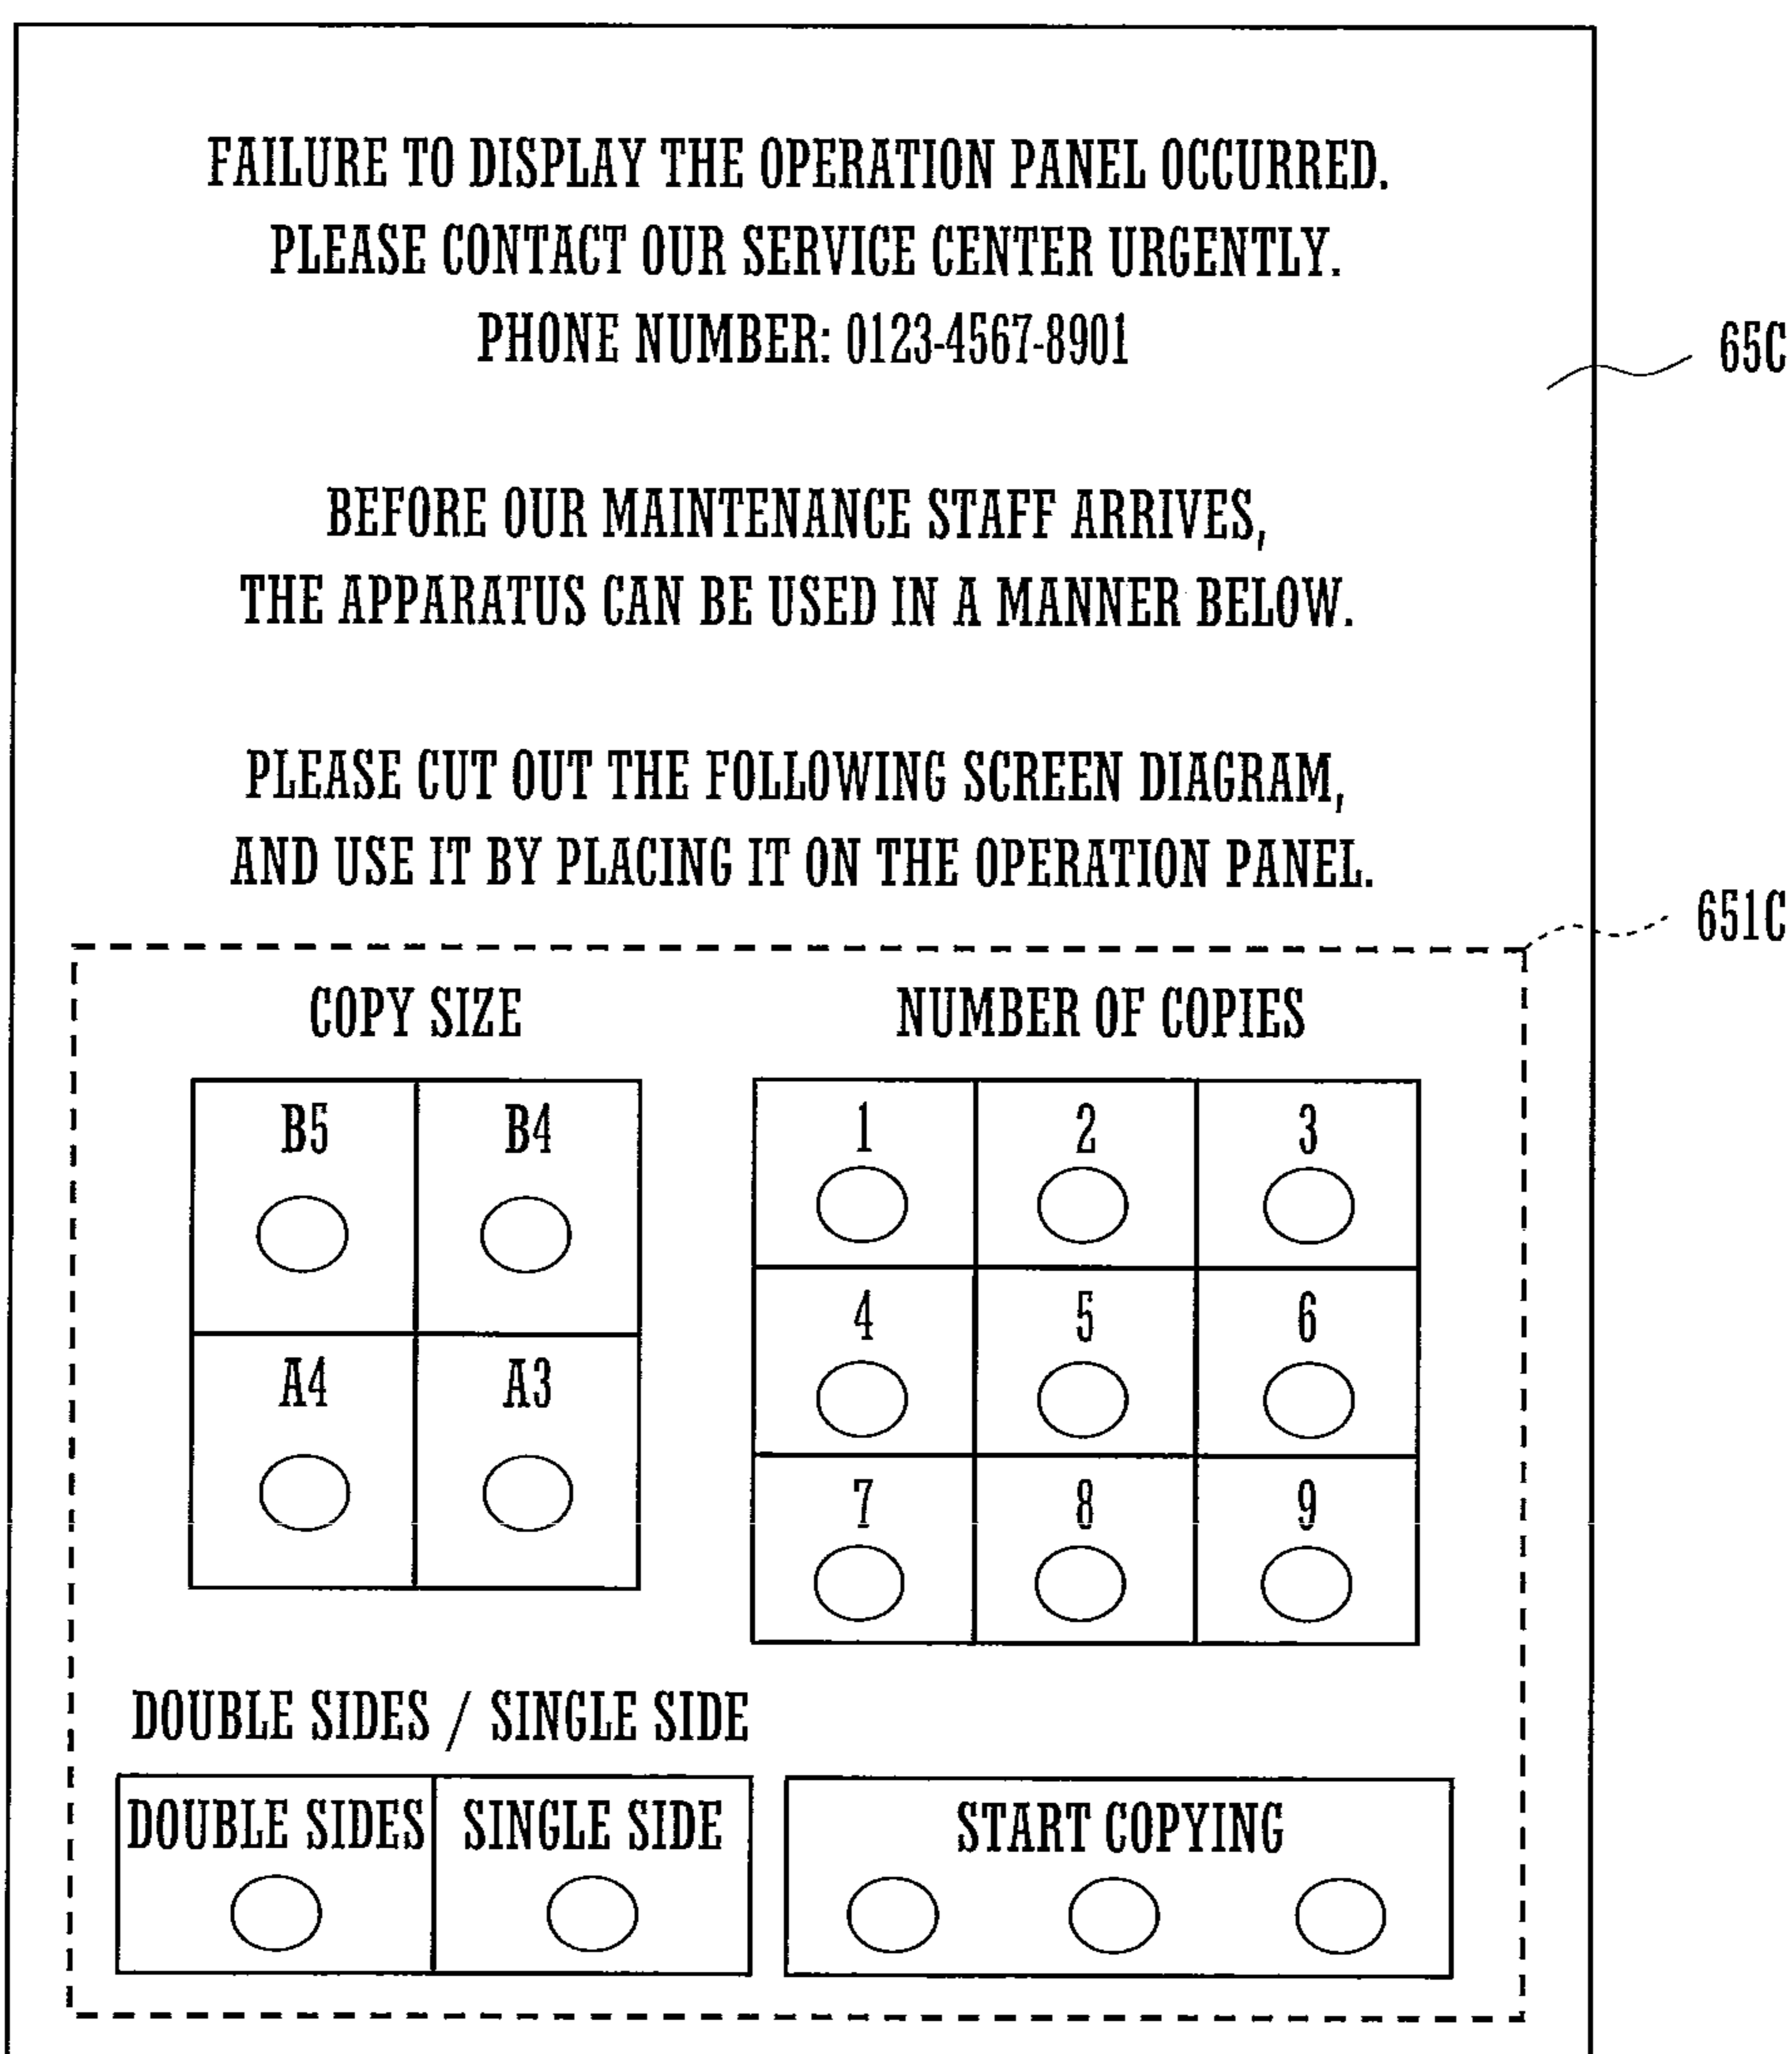 FAILURE TO DISPLAY THE OPERATION PANEL OCCURRED.
PLEASE CONTACT OUR SERVICE CENTER URGENTLY.
PHONE NUMBER: 0123-4567-8901
65C
BEFORE OUR MAINTENANCE STAFF ARRIVES,
THE APPARATUS CAN BE USED IN A MANNER BELOW.
PLEASE CUT OUT THE FOLLOWING SCREEN DIAGRAM,
AND USE IT BY PLACING IT ON THE OPERATION PANEL.
651C
COPY SIZE
B5 B4
A4 A3
NUMBER OF COPIES
1 2 3
4 5 6
7 8 9
DOUBLE SIDES / SINGLE SIDE
DOUBLE SIDES SINGLE SIDE
START COPYING